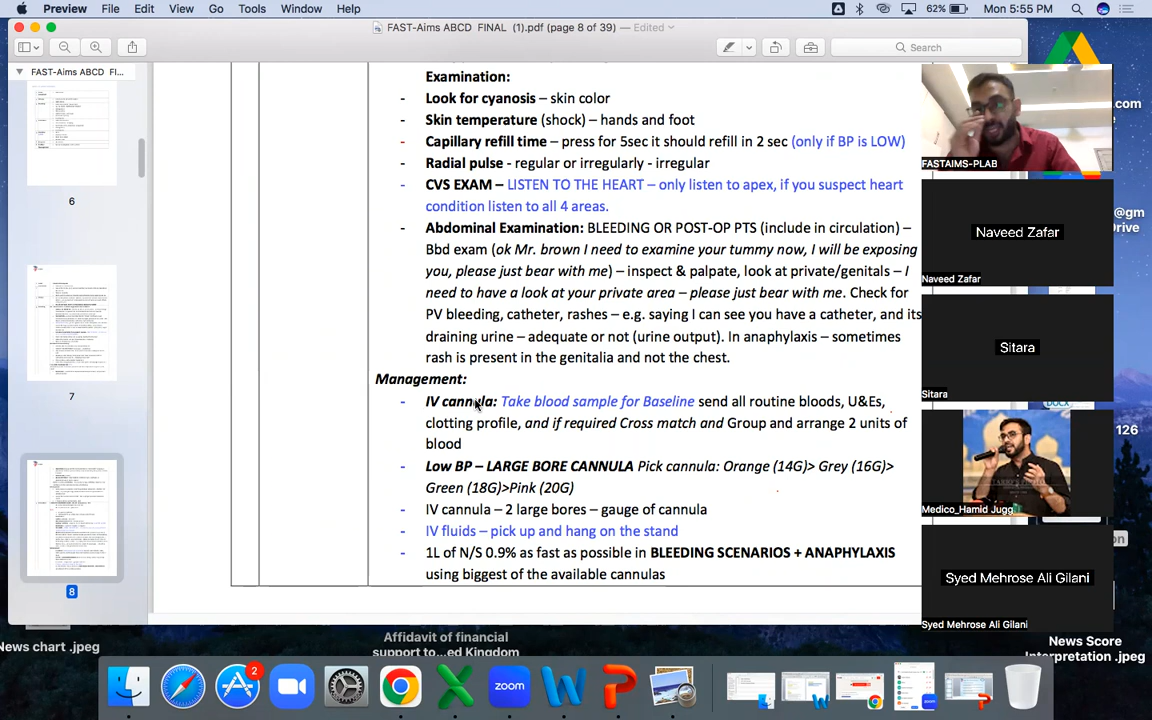 Preview File Edit View Go Tools Window Help
62% Mon 5:55 PM
FAST-Aims ABCD FINAL (1).pdf (page 8 of 39) — Edited
Search
FAST-Aims ABCD Fl...
6
7
8
Examination:
- Look for cyanosis – skin color
- Skin temperature (shock) – hands and foot
- Capillary refill time – press for 5sec it should refill in 2 sec (only if BP is LOW)
- Radial pulse - regular or irregularly - irregular
- CVS EXAM – LISTEN TO THE HEART – only listen to apex, if you suspect heart
condition listen to all 4 areas.
- Abdominal Examination: BLEEDING OR POST-OP PTS (include in circulation) –
Bbd exam (ok Mr. brown I need to examine your tummy now, I will be exposing
you, please just bear with me) – inspect & palpate, look at private/genitals – I
need to have a look at your private area – please just bear with me. Check for
PV bleeding, catheter, rashes – e.g. saying I can see you have a catheter, and its
draining urine – adequate or not (urine output). In anaphylaxis – sometimes
rash is present in the genitalia and not the chest.
Management:
- IV cannula: Take blood sample for Baseline send all routine bloods, U&Es,
clotting profile, and if required Cross match and Group and arrange 2 units of
blood
- Low BP – LARGE BORE CANNULA Pick cannula: Orange (14G)> Grey (16G)>
Green (18G)>Pink (20G)
- IV cannula – 2 large bores – gauge of cannula
- IV fluids – pick up and hang on the stand
- 1L of N/S 0.9% as fast as possible in BLEEDING SCENARIOS + ANAPHYLAXIS
using biggest of the available cannulas
FASTAIMS-PLAB
Naveed Zafar
Naveed Zafar
Sitara
Sitara
Medico_Hamid Jugg
Syed Mehrose Ali Gilani
Syed Mehrose Ali Gilani
.com
@gm
Drive
DOCX
126
on
News chart .jpeg
Affidavit of financial
support to...ed Kingdom
News Score
Interpretation .jpeg
2
zoom